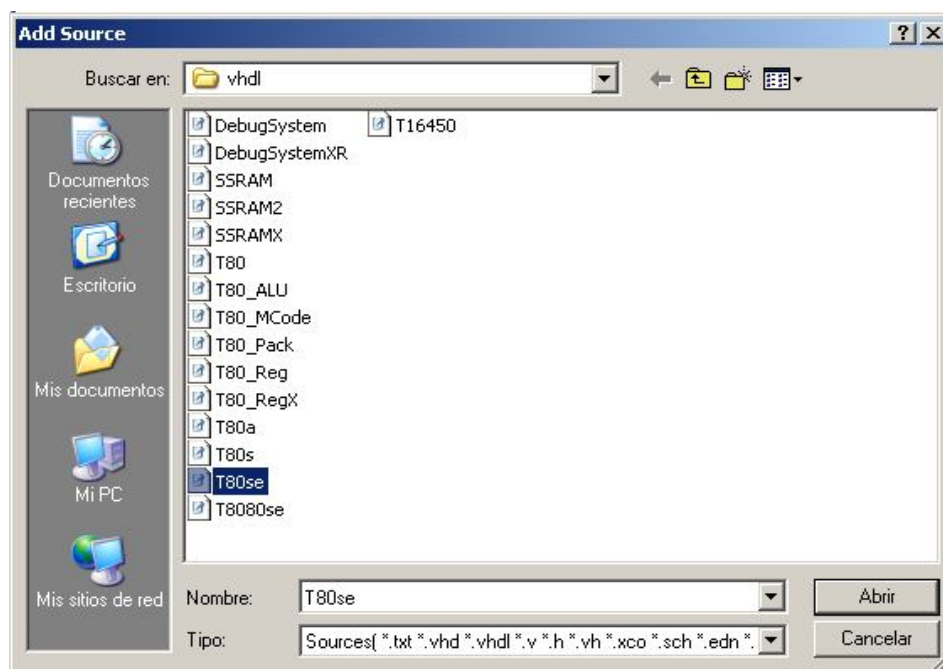 Add Source
Buscar en: vhdl
Documentos recientes
Escritorio
Mis documentos
Mi PC
Mis sitios de red
DebugSystem
DebugSystemXR
SSRAM
SSRAM2
SSRAMX
T80
T80_ALU
T80_MCode
T80_Pack
T80_Reg
T80_RegX
T80a
T80s
T80se
T8080se
T16450
Nombre: T80se Abrir
Tipo: Sources( *.txt *.vhd *.vhdl *.v *.h *.vh *.xco *.sch *.edn *. Cancelar